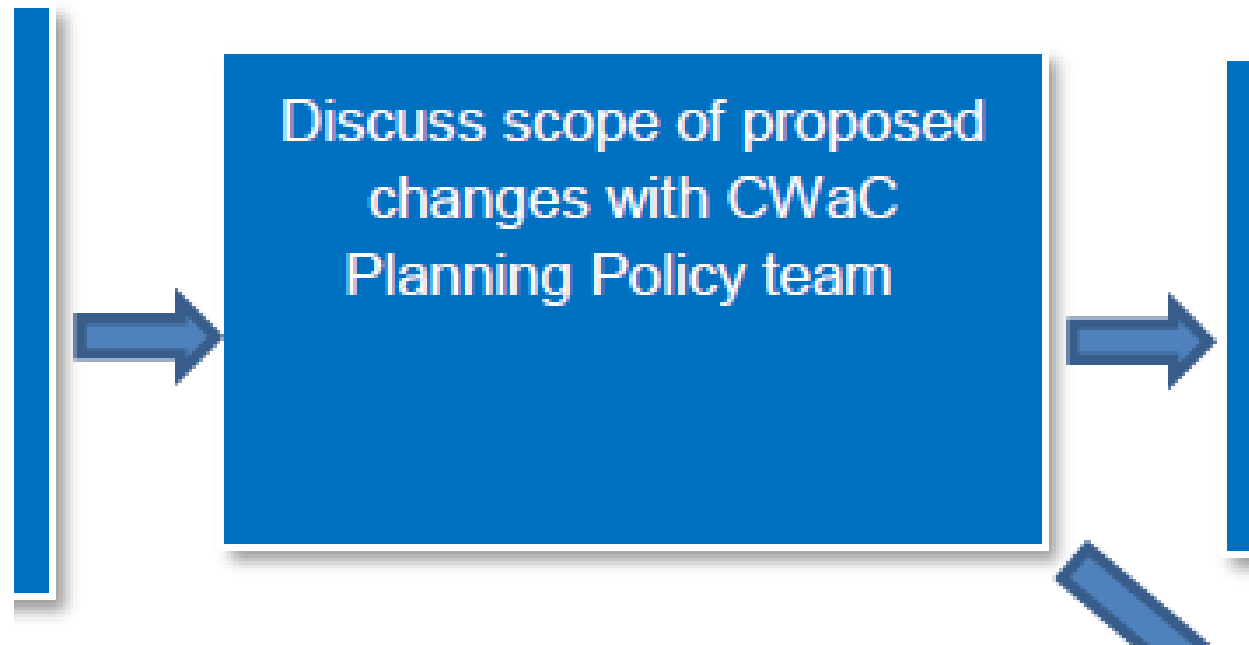 Discuss scope of proposed
changes with CWaC
Planning Policy team